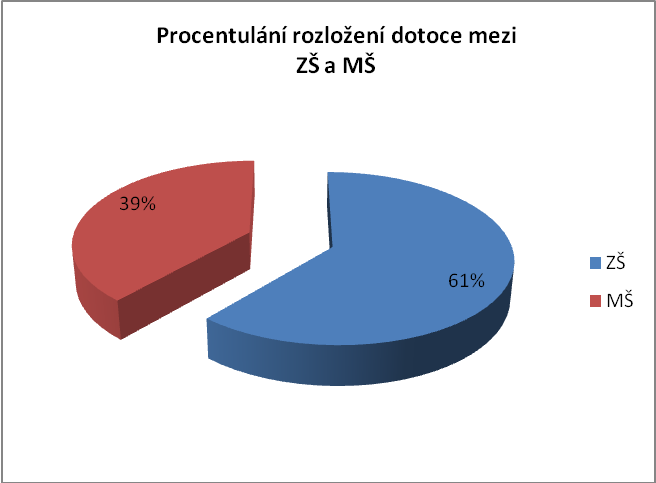 Procentulání rozložení dotoce mezi
ZŠ a MŠ
39%
61%
ZŠ
MŠ